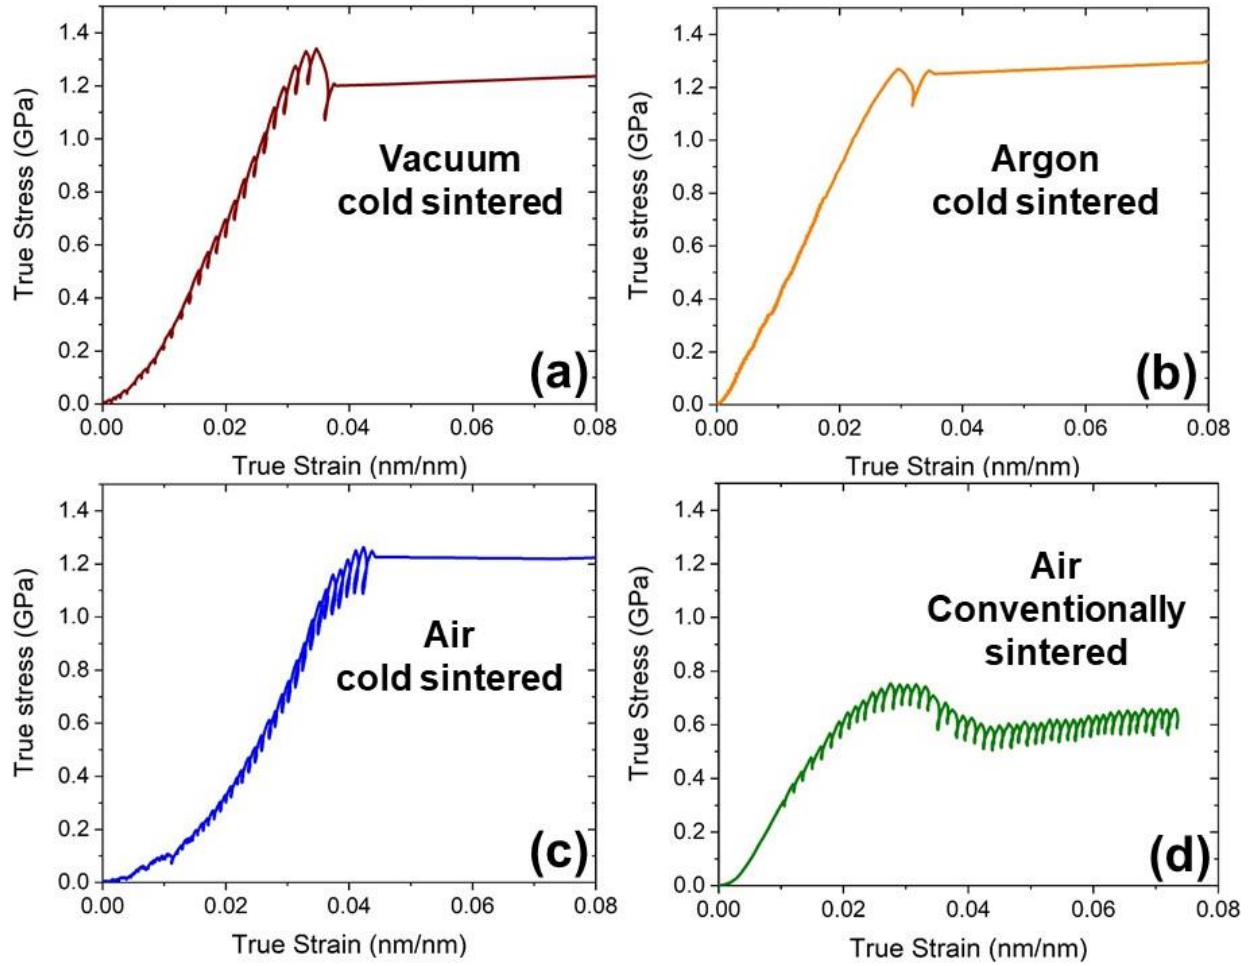 1.4
1.2
1.0
0.8
0.6
0.4
0.2
0.0
True Stress (GPa)
Vacuum
cold sintered
(a)
0.00
0.02
0.04
0.06
0.08
True Strain (nm/nm)
1.4
1.2
1.0
0.8
0.6
0.4
0.2
0.0
True stress (GPa)
Argon
cold sintered
(b)
0.00
0.02
0.04
0.06
0.08
True Strain (nm/nm)
1.4
1.2
1.0
0.8
0.6
0.4
0.2
0.0
True stress (GPa)
Air
cold sintered
(c)
0.00
0.02
0.04
0.06
0.08
True Strain (nm/nm)
1.4
1.2
1.0
0.8
0.6
0.4
0.2
0.0
True Stress (GPa)
Air
Conventionally
sintered
(d)
0.00
0.02
0.04
0.06
0.08
True Strain (nm/nm)